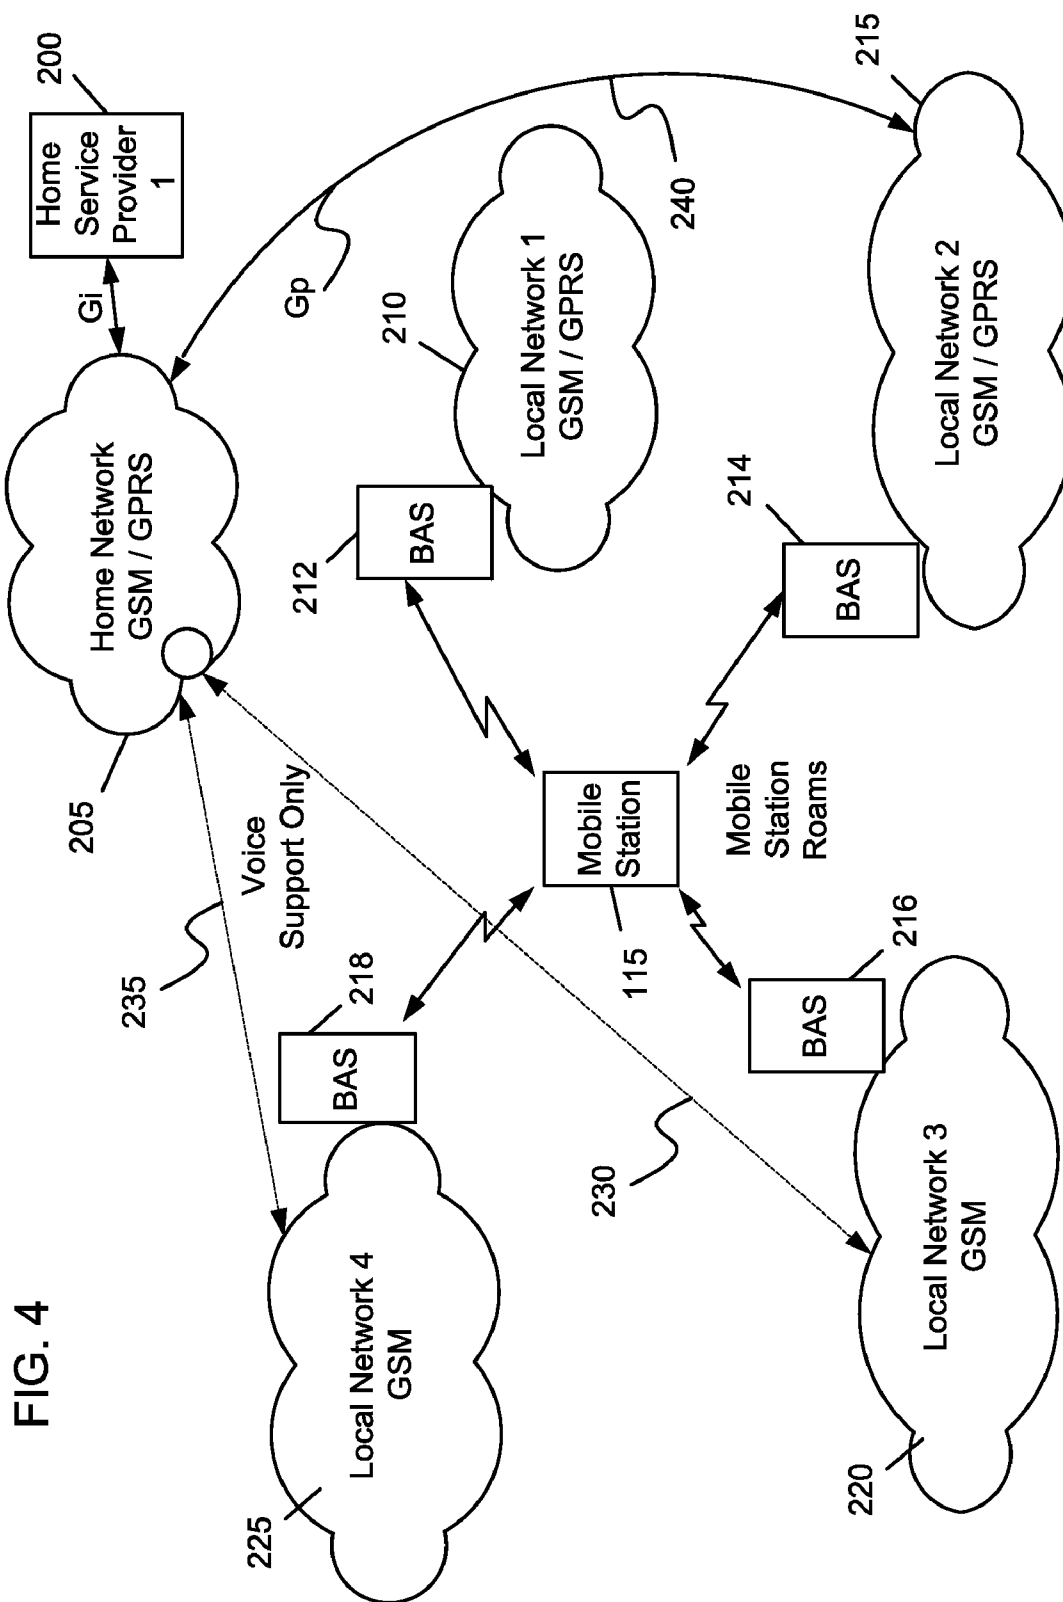 FIG. 4
225
Local Network 4
GSM
235
Voice
Support Only
205
Home Network
GSM / GPRS
Gi
200
Home
Service
Provider
1
218
BAS
212
BAS
Gp
210
Local Network 1
GSM / GPRS
240
230
115
Mobile
Station
Mobile
Station
Roams
220
Local Network 3
GSM
216
BAS
214
BAS
215
Local Network 2
GSM / GPRS